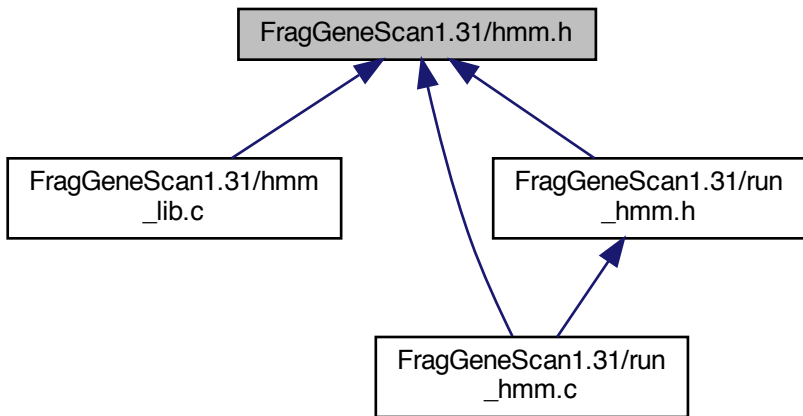 FragGeneScan1.31/hmm.h
FragGeneScan1.31/hmm
_lib.c
FragGeneScan1.31/run
_hmm.h
FragGeneScan1.31/run
_hmm.c